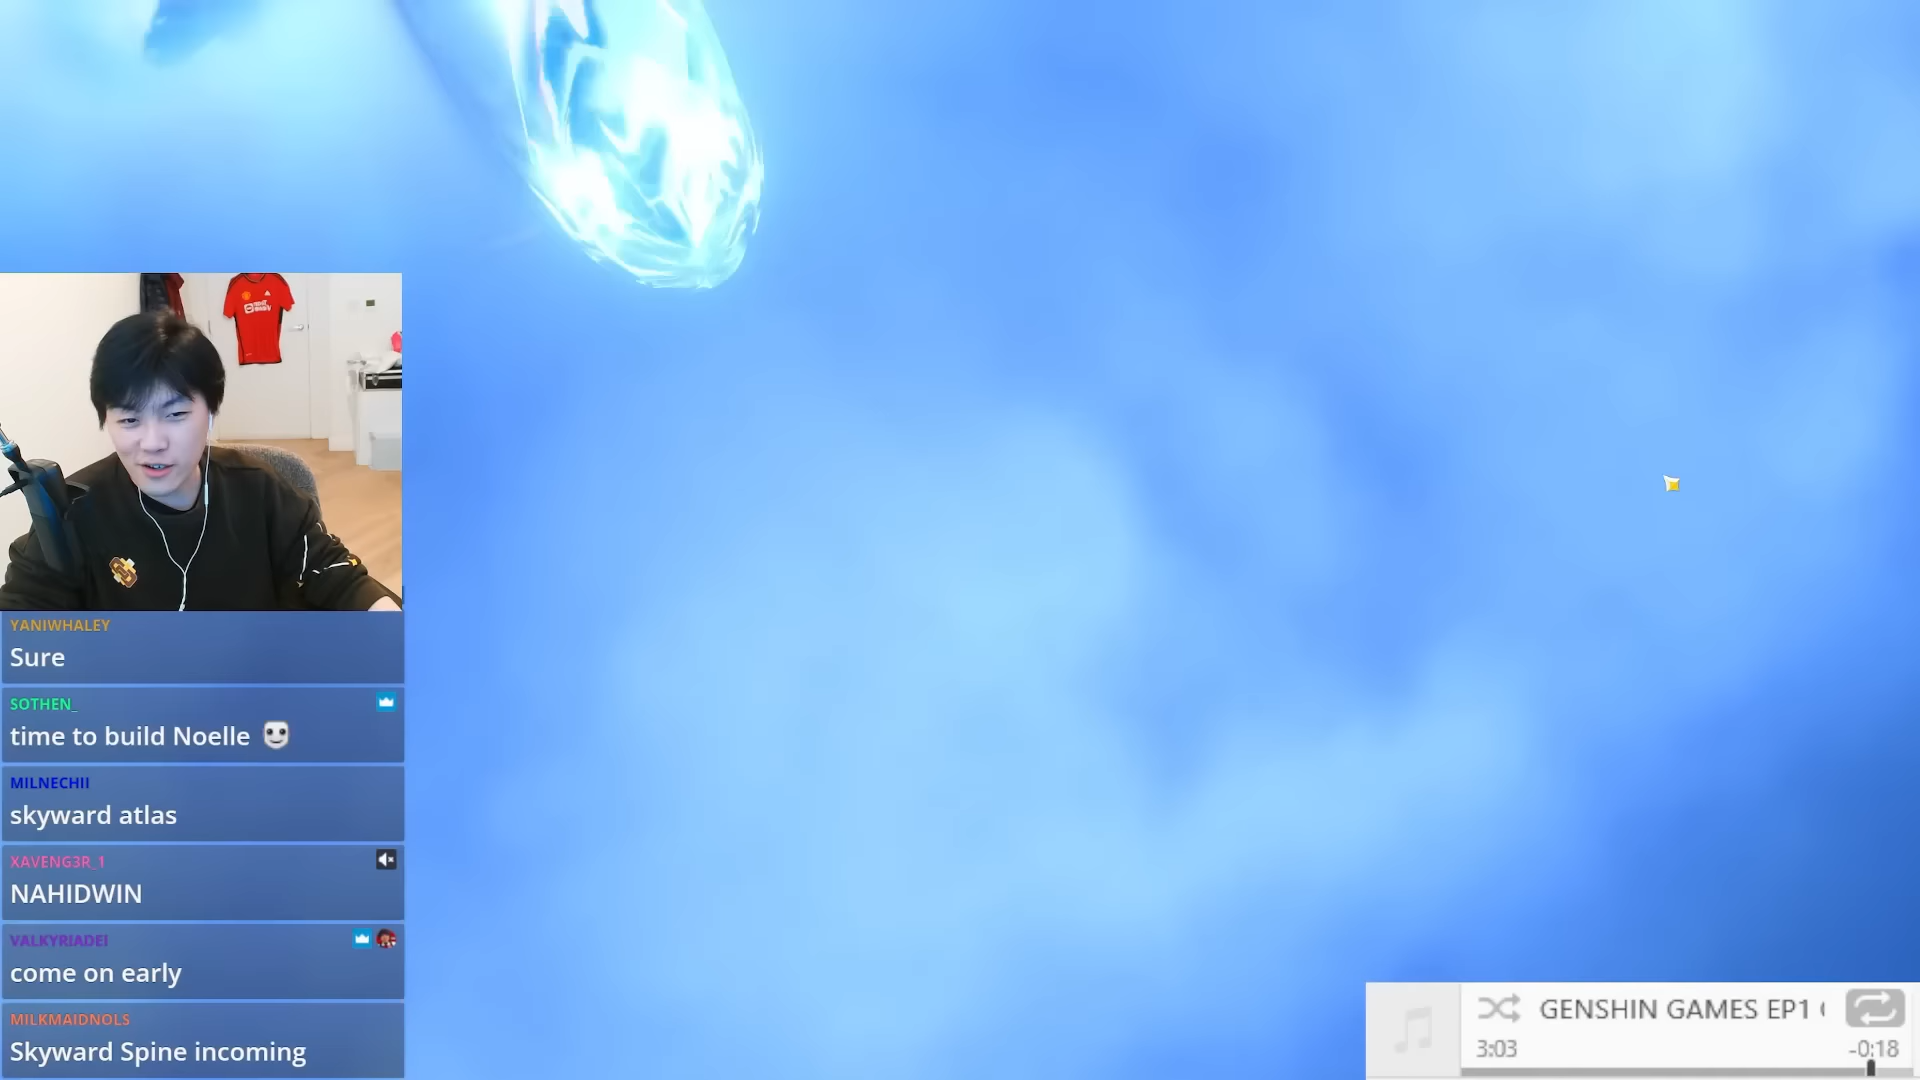 YANIWHALEY
Sure
SOTHEN_
time to build Noelle
MILNECHII
skyward atlas
XAVENG3R_1
NAHIDWIN
VALKYRIADEI
come on early
MILKMAIDNOLS
Skyward Spine incoming
GENSHIN GAMES EP1
3:03
-0:18